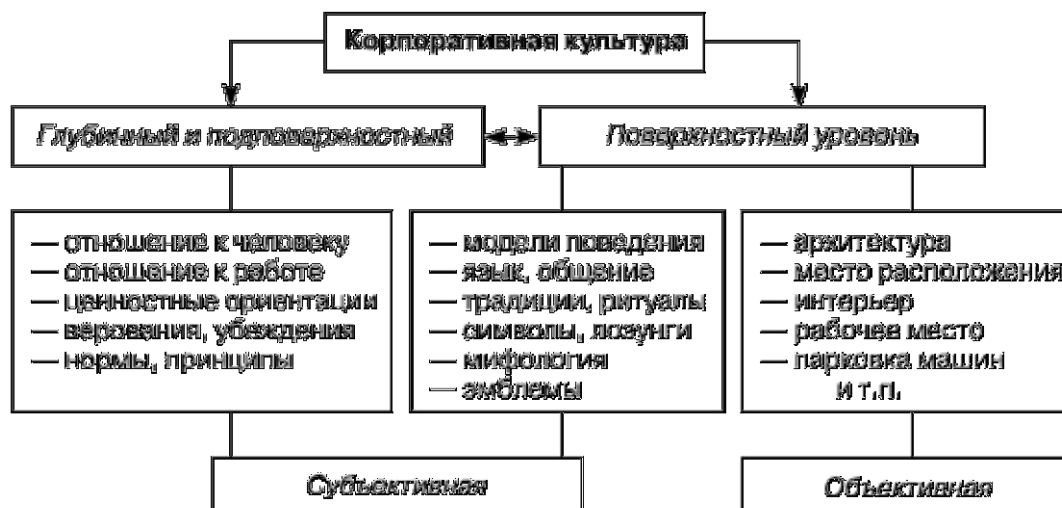 Корпоративная культура
Глубинный и подповерхностный
Поверхностный уровень
— отношение к человеку
— отношение к работе
— ценностные ориентации
— верования, убеждения
— нормы, принципы
— модели поведения
— язык, общение
— традиции, ритуалы
— символы, лозунги
— мифология
— эмблемы
— архитектура
— место расположения
— интерьер
— рабочее место
— парковка машин
и т.п.
Субъективная
Объективная